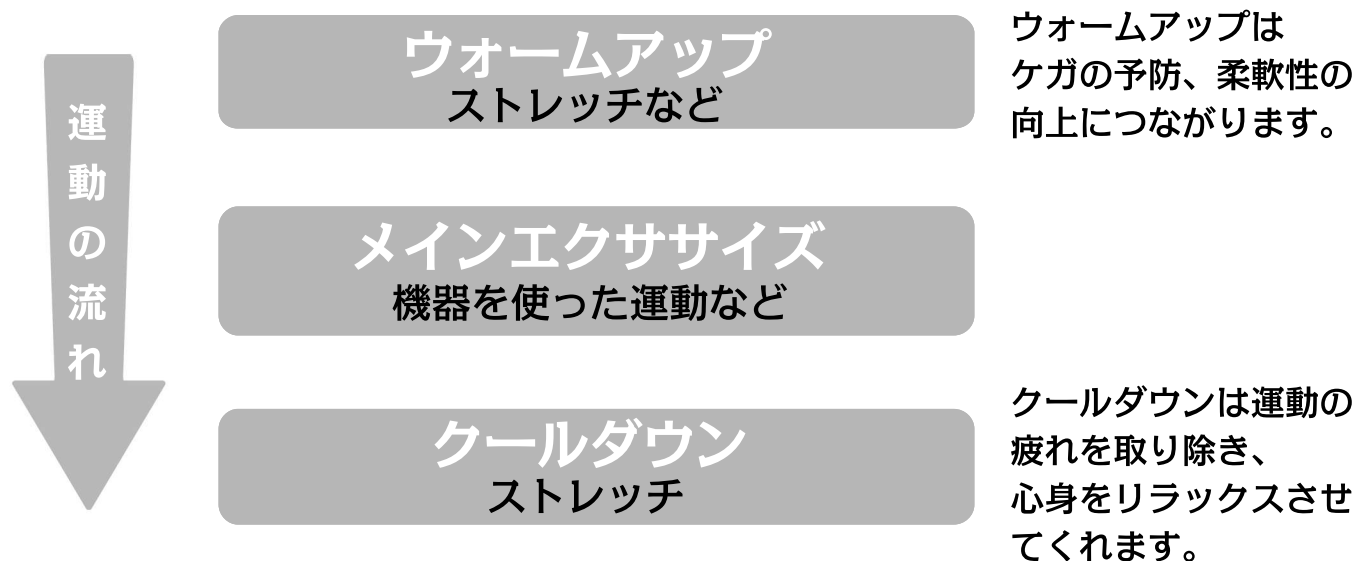 運動の流れ
ウォームアップ
ストレッチなど
ウォームアップは
ケガの予防、柔軟性の
向上につながります。
メインエクササイズ
機器を使った運動など
クールダウン
ストレッチ
クールダウンは運動の
疲れを取り除き、
心身をリラックスさせ
てくれます。